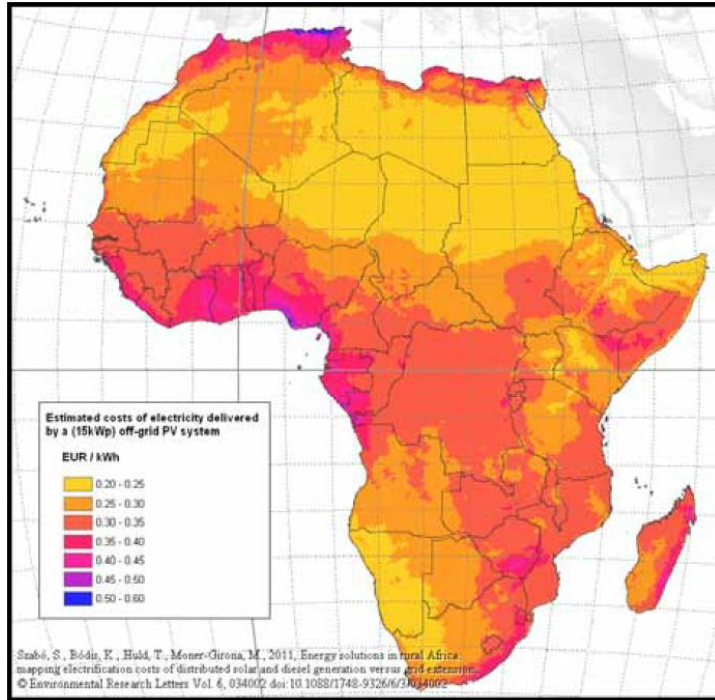 Estimated costs of electricity delivered
by a (15kWp) off-grid PV system
EUR / kWh
0.20 - 0.25
0.25 - 0.30
0.30 - 0.35
0.35 - 0.40
0.40 - 0.45
0.45 - 0.50
0.50 - 0.60
Szabó, S., Bódis, K., Huld, T., Moner-Girona, M., 2011, Energy solutions in rural Africa:
mapping electrification costs of distributed solar and diesel generation versus grid extension,
© Environmental Research Letters Vol. 6, 034002 doi:10.1088/1748-9326/6/3/034002